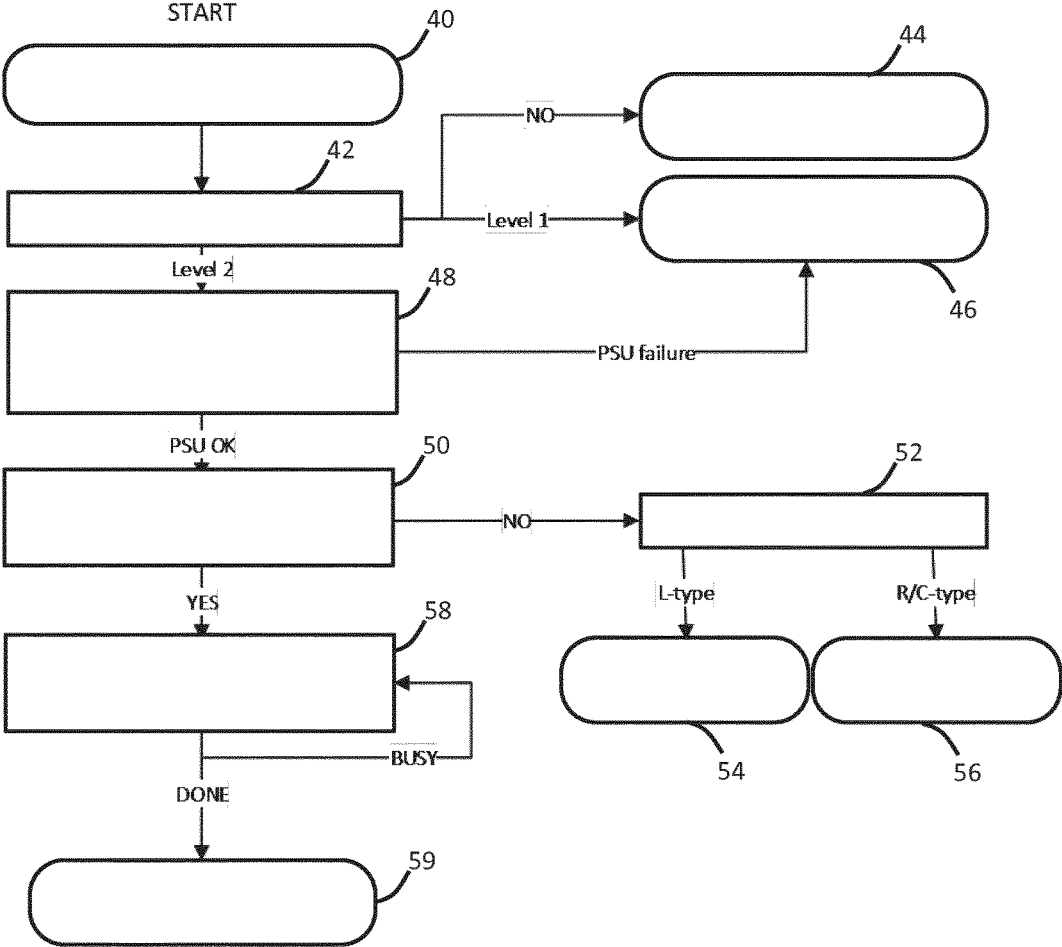 START
40
44
NO
42
Level 1
Level 2
48
46
PSU failure
PSU OK
50
52
NO
L-type
R/C-type
YES
58
BUSY
54
56
DONE
59